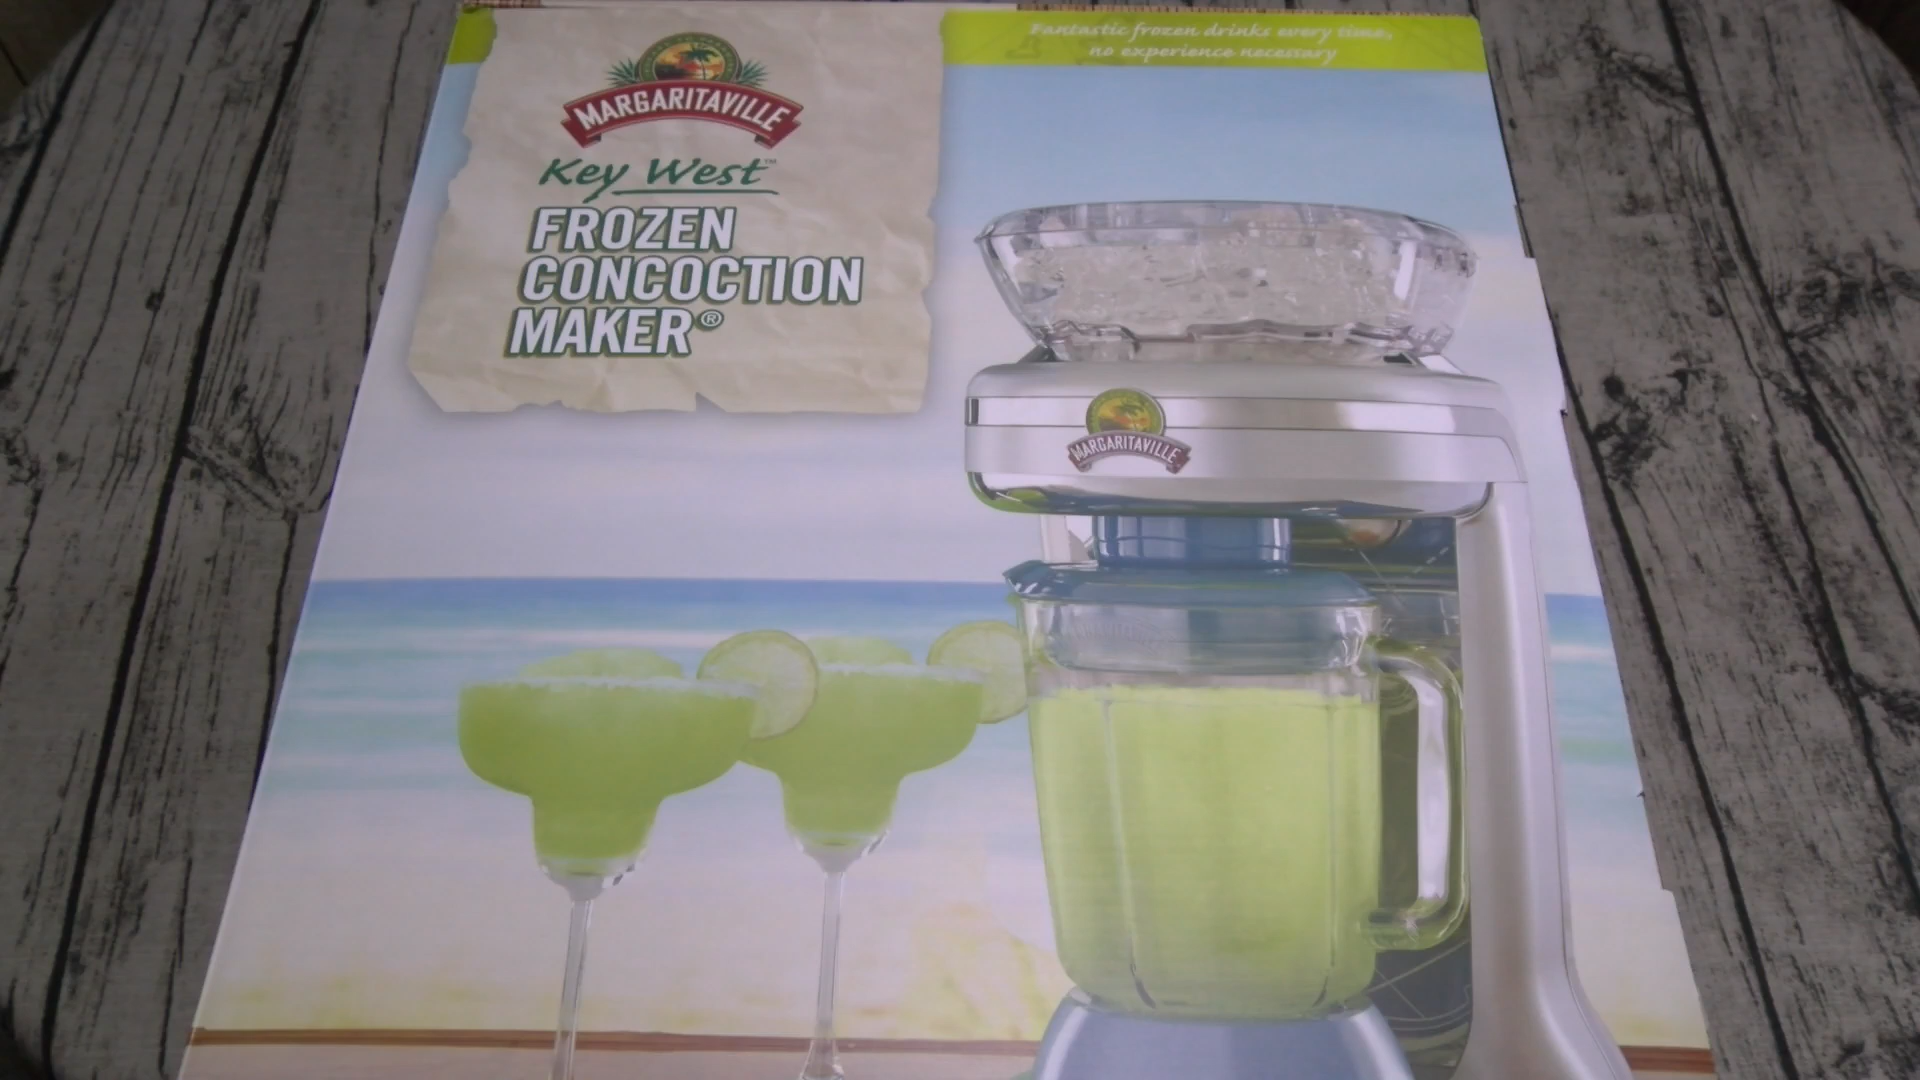 MARGARITAVILLE
Key West™
FROZEN
CONCOCTION
MAKER®
Fantastic frozen drinks every time,
no experience necessary
MARGARITAVILLE